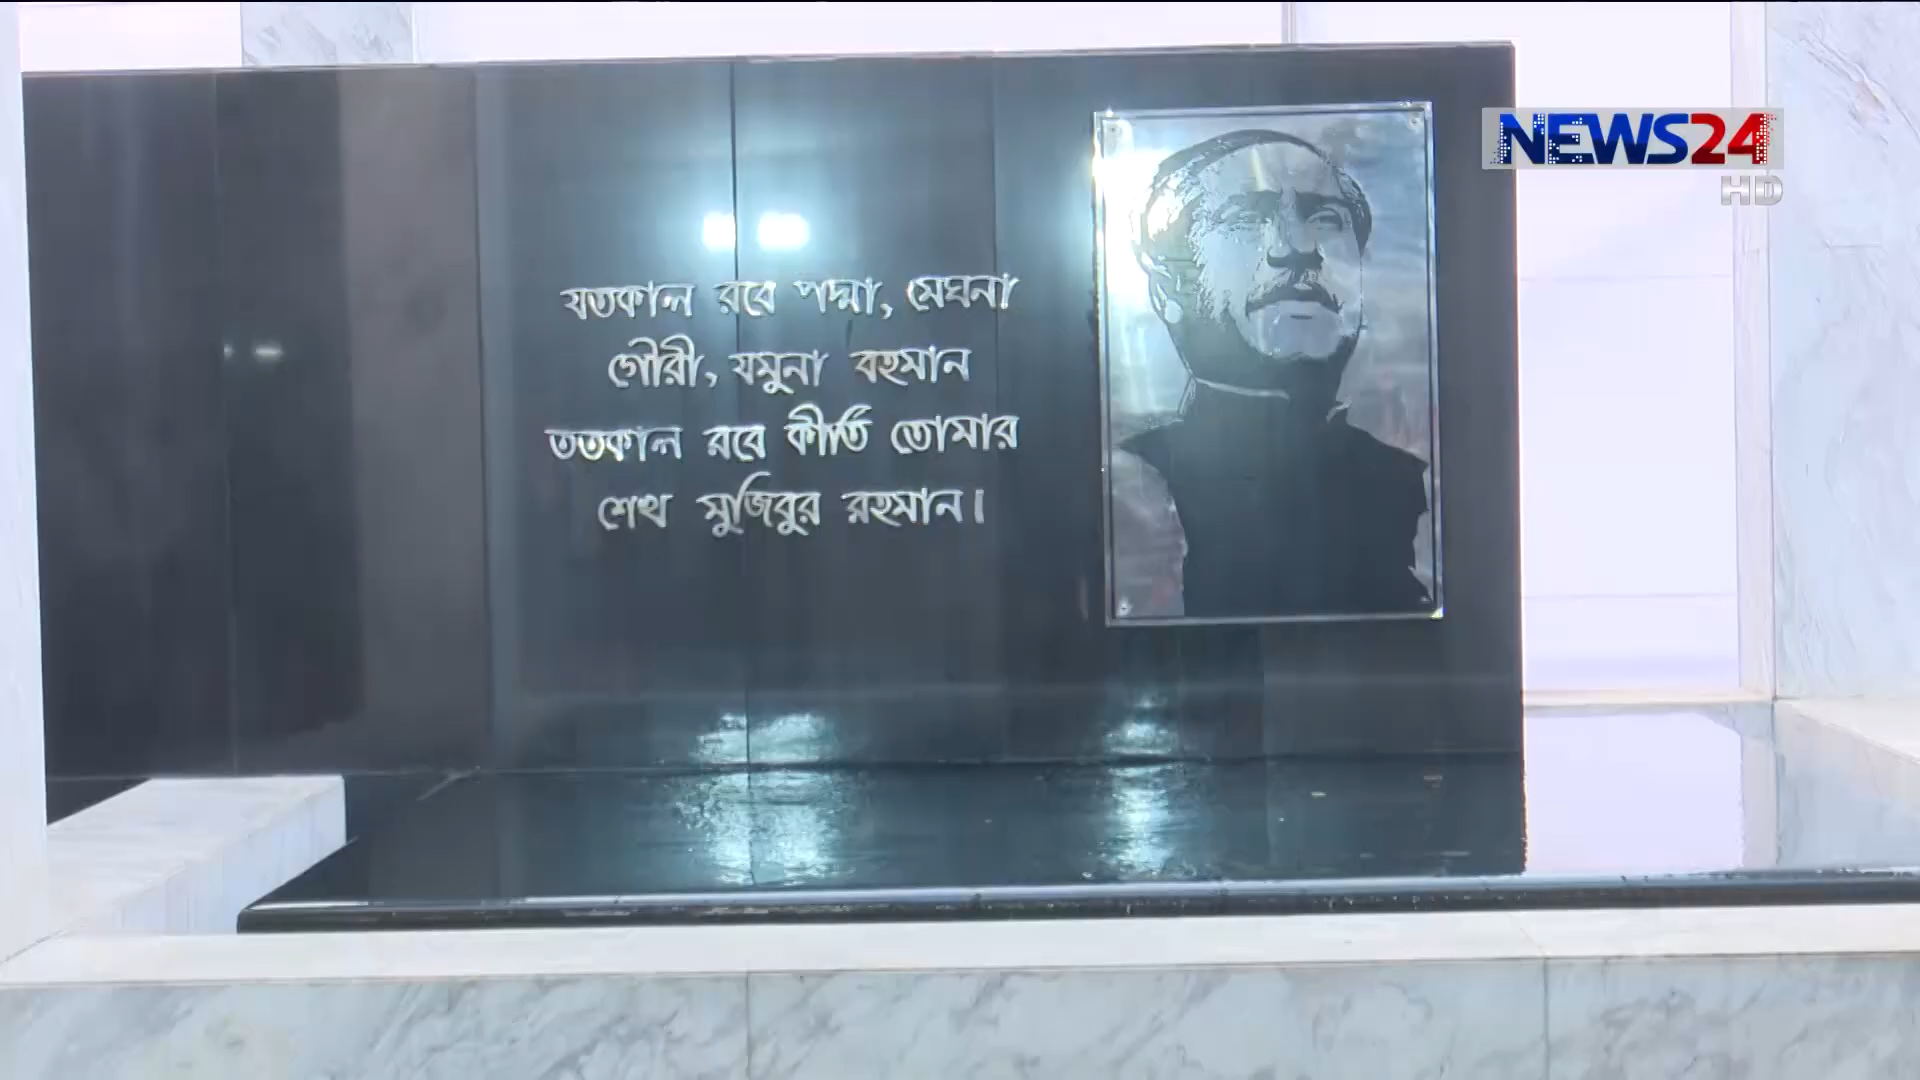 NEWS24
HD
যতকাল রবে পদ্মা, মেঘনা
গৌরী, যমুনা বহমান
ততকাল রবে কীর্তি তোমার
শেখ মুজিবুর রহমান।